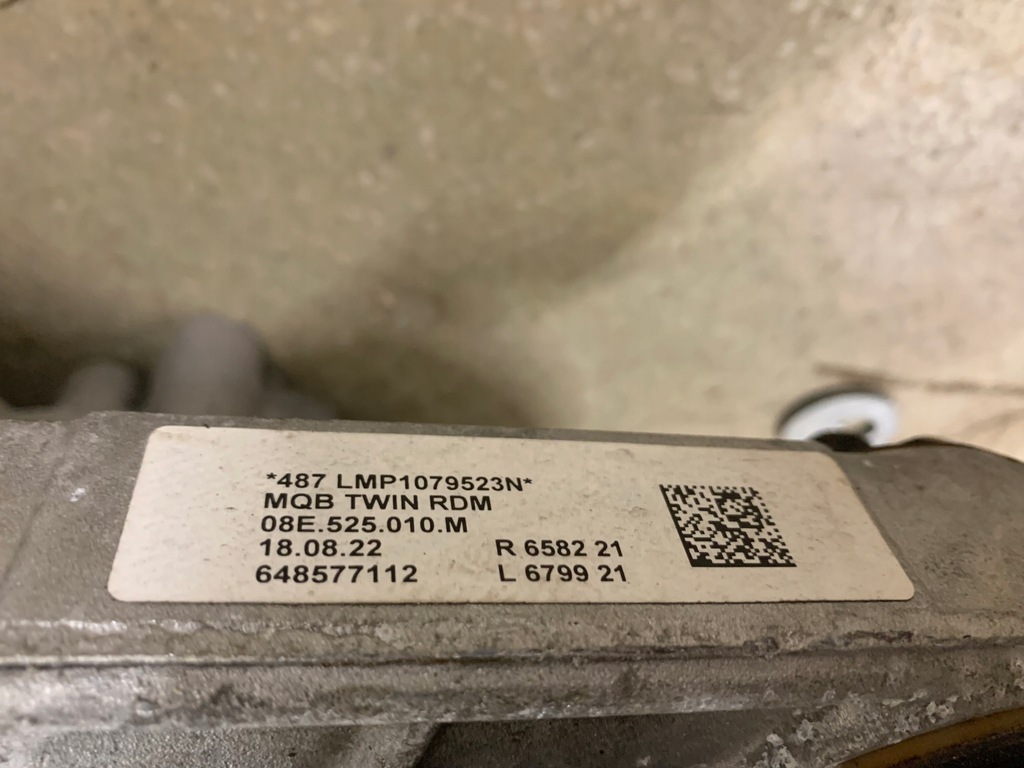 *487 LMP1079523N*
MQB TWIN RDM
08E.525.010.M
18.08.22 R 6582 21
648577112 L 6799 21